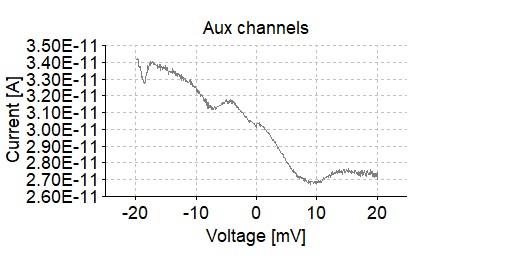 Aux channels
3.50E-11
3.40E-11
3.30E-11
3.20E-11
3.10E-11
3.00E-11
2.90E-11
2.80E-11
2.70E-11
2.60E-11
Current [A]
-20 -10 0 10 20
Voltage [mV]